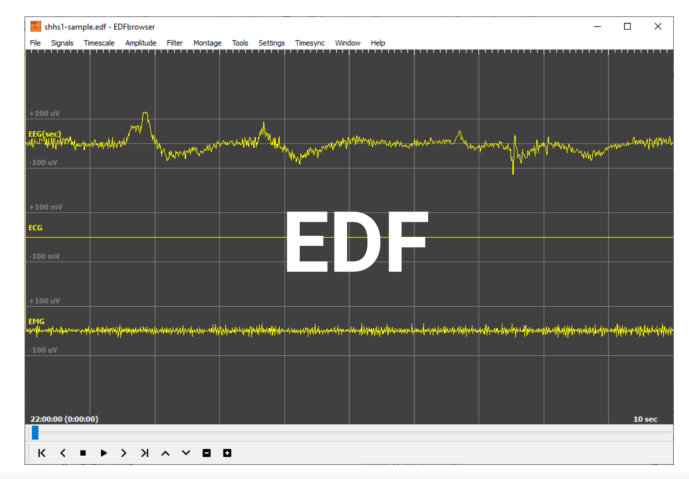 shhs1-sample.edf - EDFbrowser
File Signals Timescale Amplitude Filter Montage Tools Settings Timesync Window Help
+100 uV
EEG(sec)
-100 uV
+100 mV
ECG
EDF
-100 mV
+100 uV
EMG
-100 uV
22:00:00 (0:00:00) 10 sec